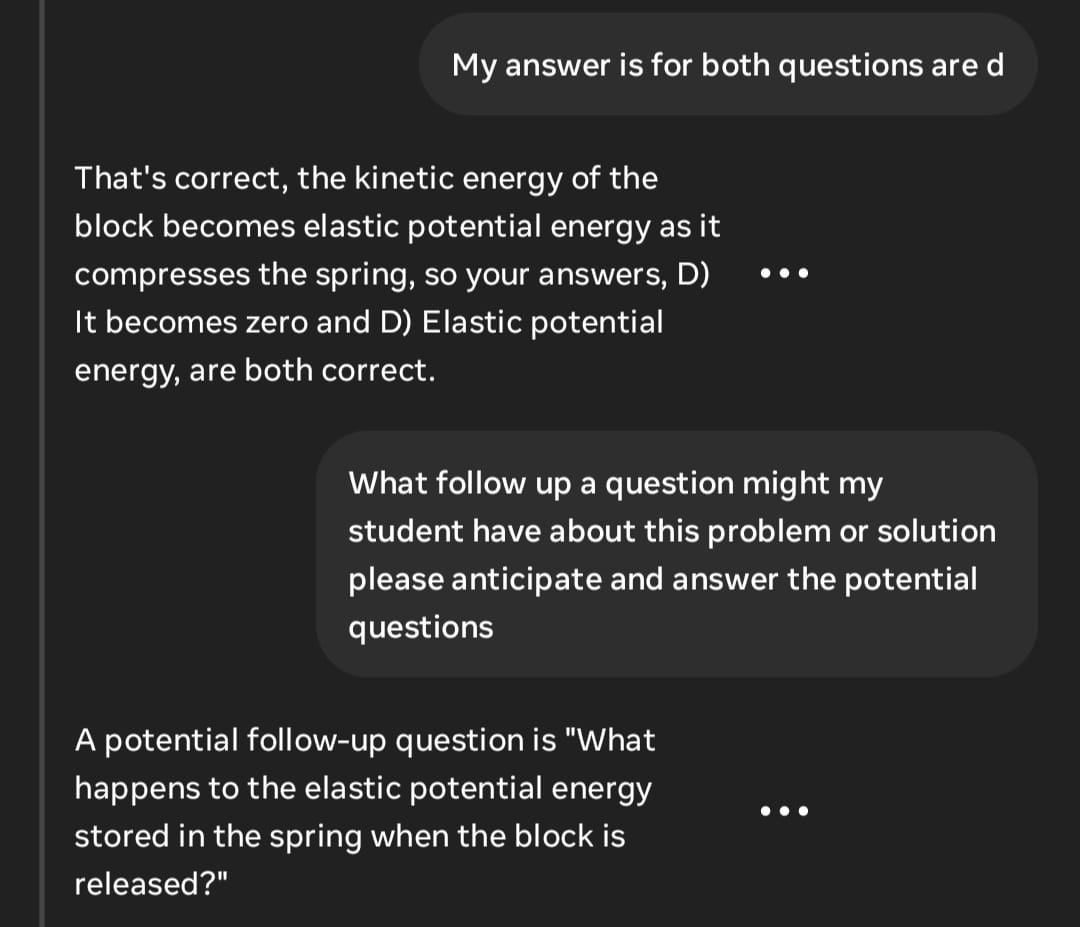 My answer is for both questions are d
That's correct, the kinetic energy of the
block becomes elastic potential energy as it
compresses the spring, so your answers, D)
It becomes zero and D) Elastic potential
energy, are both correct.
What follow up a question might my
student have about this problem or solution
please anticipate and answer the potential
questions
A potential follow-up question is "What
happens to the elastic potential energy
stored in the spring when the block is
released?"